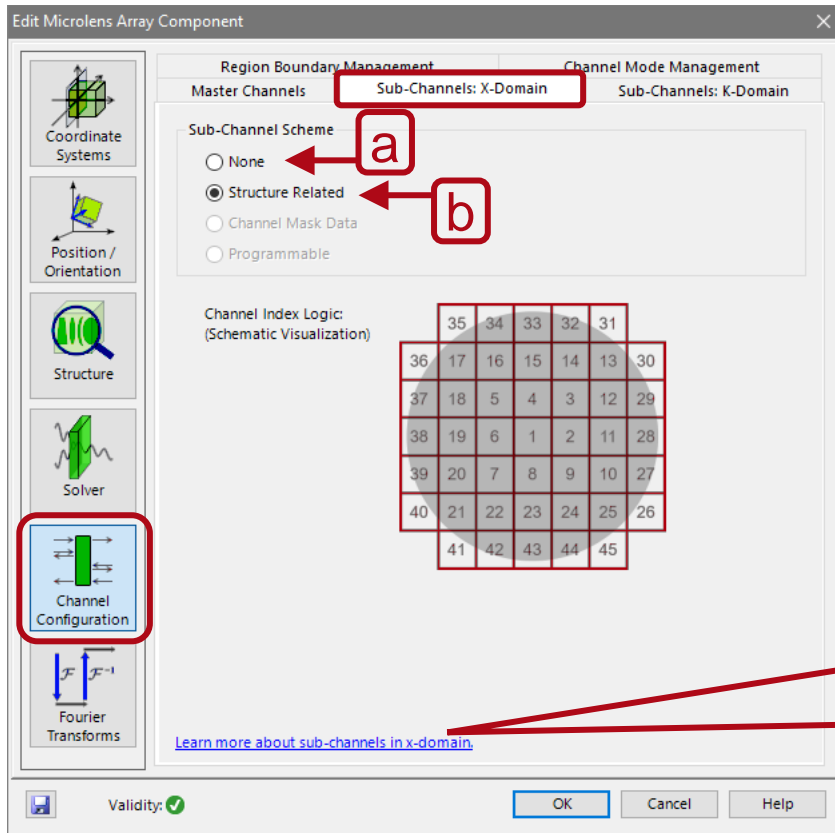 Edit Microlens Array Component
Region Boundary Management
Channel Mode Management
Master Channels
Sub-Channels: X-Domain
Sub-Channels: K-Domain
Coordinate
Systems
Position /
Orientation
Structure
Solver
Channel
Configuration
Fourier
Transforms
Sub-Channel Scheme
None
a
Structure Related
b
Channel Mask Data
Programmable
Channel Index Logic:
(Schematic Visualization)
35 34 33 32 31
36 17 16 15 14 13 30
37 18 5 4 3 12 29
38 19 6 1 2 11 28
39 20 7 8 9 10 27
40 21 22 23 24 25 26
41 42 43 44 45
ℱ ℱ⁻¹
Learn more about sub-channels in x-domain.
Validity:
OK
Cancel
Help